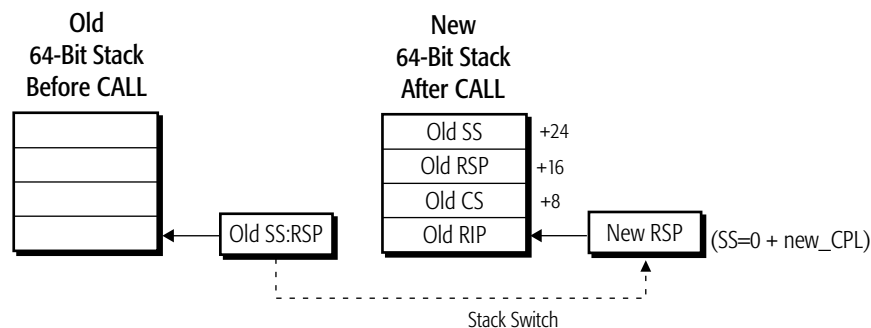 Old
64-Bit Stack
Before CALL
New
64-Bit Stack
After CALL
Old SS
+24
Old RSP
+16
Old CS
+8
Old RIP
Old SS:RSP
New RSP
(SS=0 + new_CPL)
Stack Switch